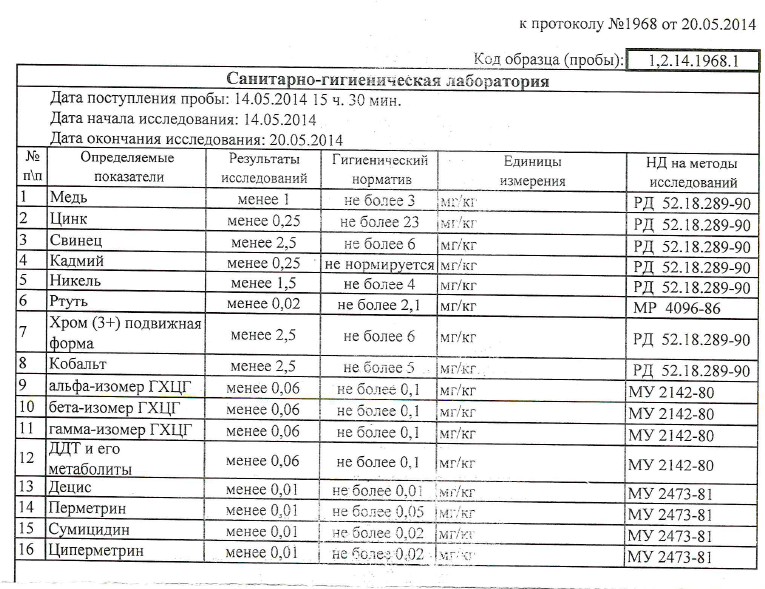 к протоколу №1968 от 20.05.2014
Код образца (пробы): 1,2.14.1968.1
Санитарно-гигиеническая лаборатория
Дата поступления пробы: 14.05.2014 15 ч. 30 мин.
Дата начала исследования: 14.05.2014
Дата окончания исследования: 20.05.2014
№ п\п Определяемые показатели Результаты исследований Гигиенический норматив Единицы измерения НД на методы исследований
1 Медь менее 1 не более 3 мг/кг РД 52.18.289-90
2 Цинк менее 0,25 не более 23 мг/кг РД 52.18.289-90
3 Свинец менее 2,5 не более 6 мг/кг РД 52.18.289-90
4 Кадмий менее 0,25 не нормируется мг/кг РД 52.18.289-90
5 Никель менее 1,5 не более 4 мг/кг РД 52.18.289-90
6 Ртуть менее 0,02 не более 2,1 мг/кг МР 4096-86
7 Хром (3+) подвижная форма менее 2,5 не более 6 мг/кг РД 52.18.289-90
8 Кобальт менее 2,5 не более 5 мг/кг РД 52.18.289-90
9 альфа-изомер ГХЦГ менее 0,06 не более 0,1 мг/кг МУ 2142-80
10 бета-изомер ГХЦГ менее 0,06 не более 0,1 мг/кг МУ 2142-80
11 гамма-изомер ГХЦГ менее 0,06 не более 0,1 мг/кг МУ 2142-80
12 ДДТ и его метаболиты менее 0,06 не более 0,1 мг/кг МУ 2142-80
13 Децис менее 0,01 не более 0,01 мг/кг МУ 2473-81
14 Перметрин менее 0,01 не более 0,05 мг/кг МУ 2473-81
15 Сумицидин менее 0,01 не более 0,02 мг/кг МУ 2473-81
16 Циперметрин менее 0,01 не более 0,02 мг/кг МУ 2473-81